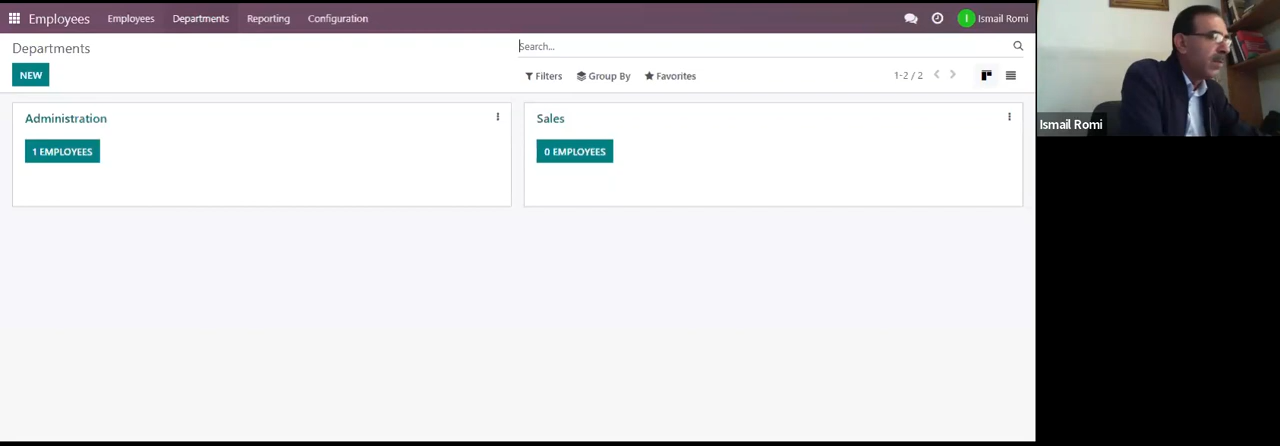 Employees Employees Departments Reporting Configuration I Ismail Romi
Departments Search...
NEW Filters Group By Favorites 1-2 / 2
Administration Sales
1 EMPLOYEES 0 EMPLOYEES
Ismail Romi